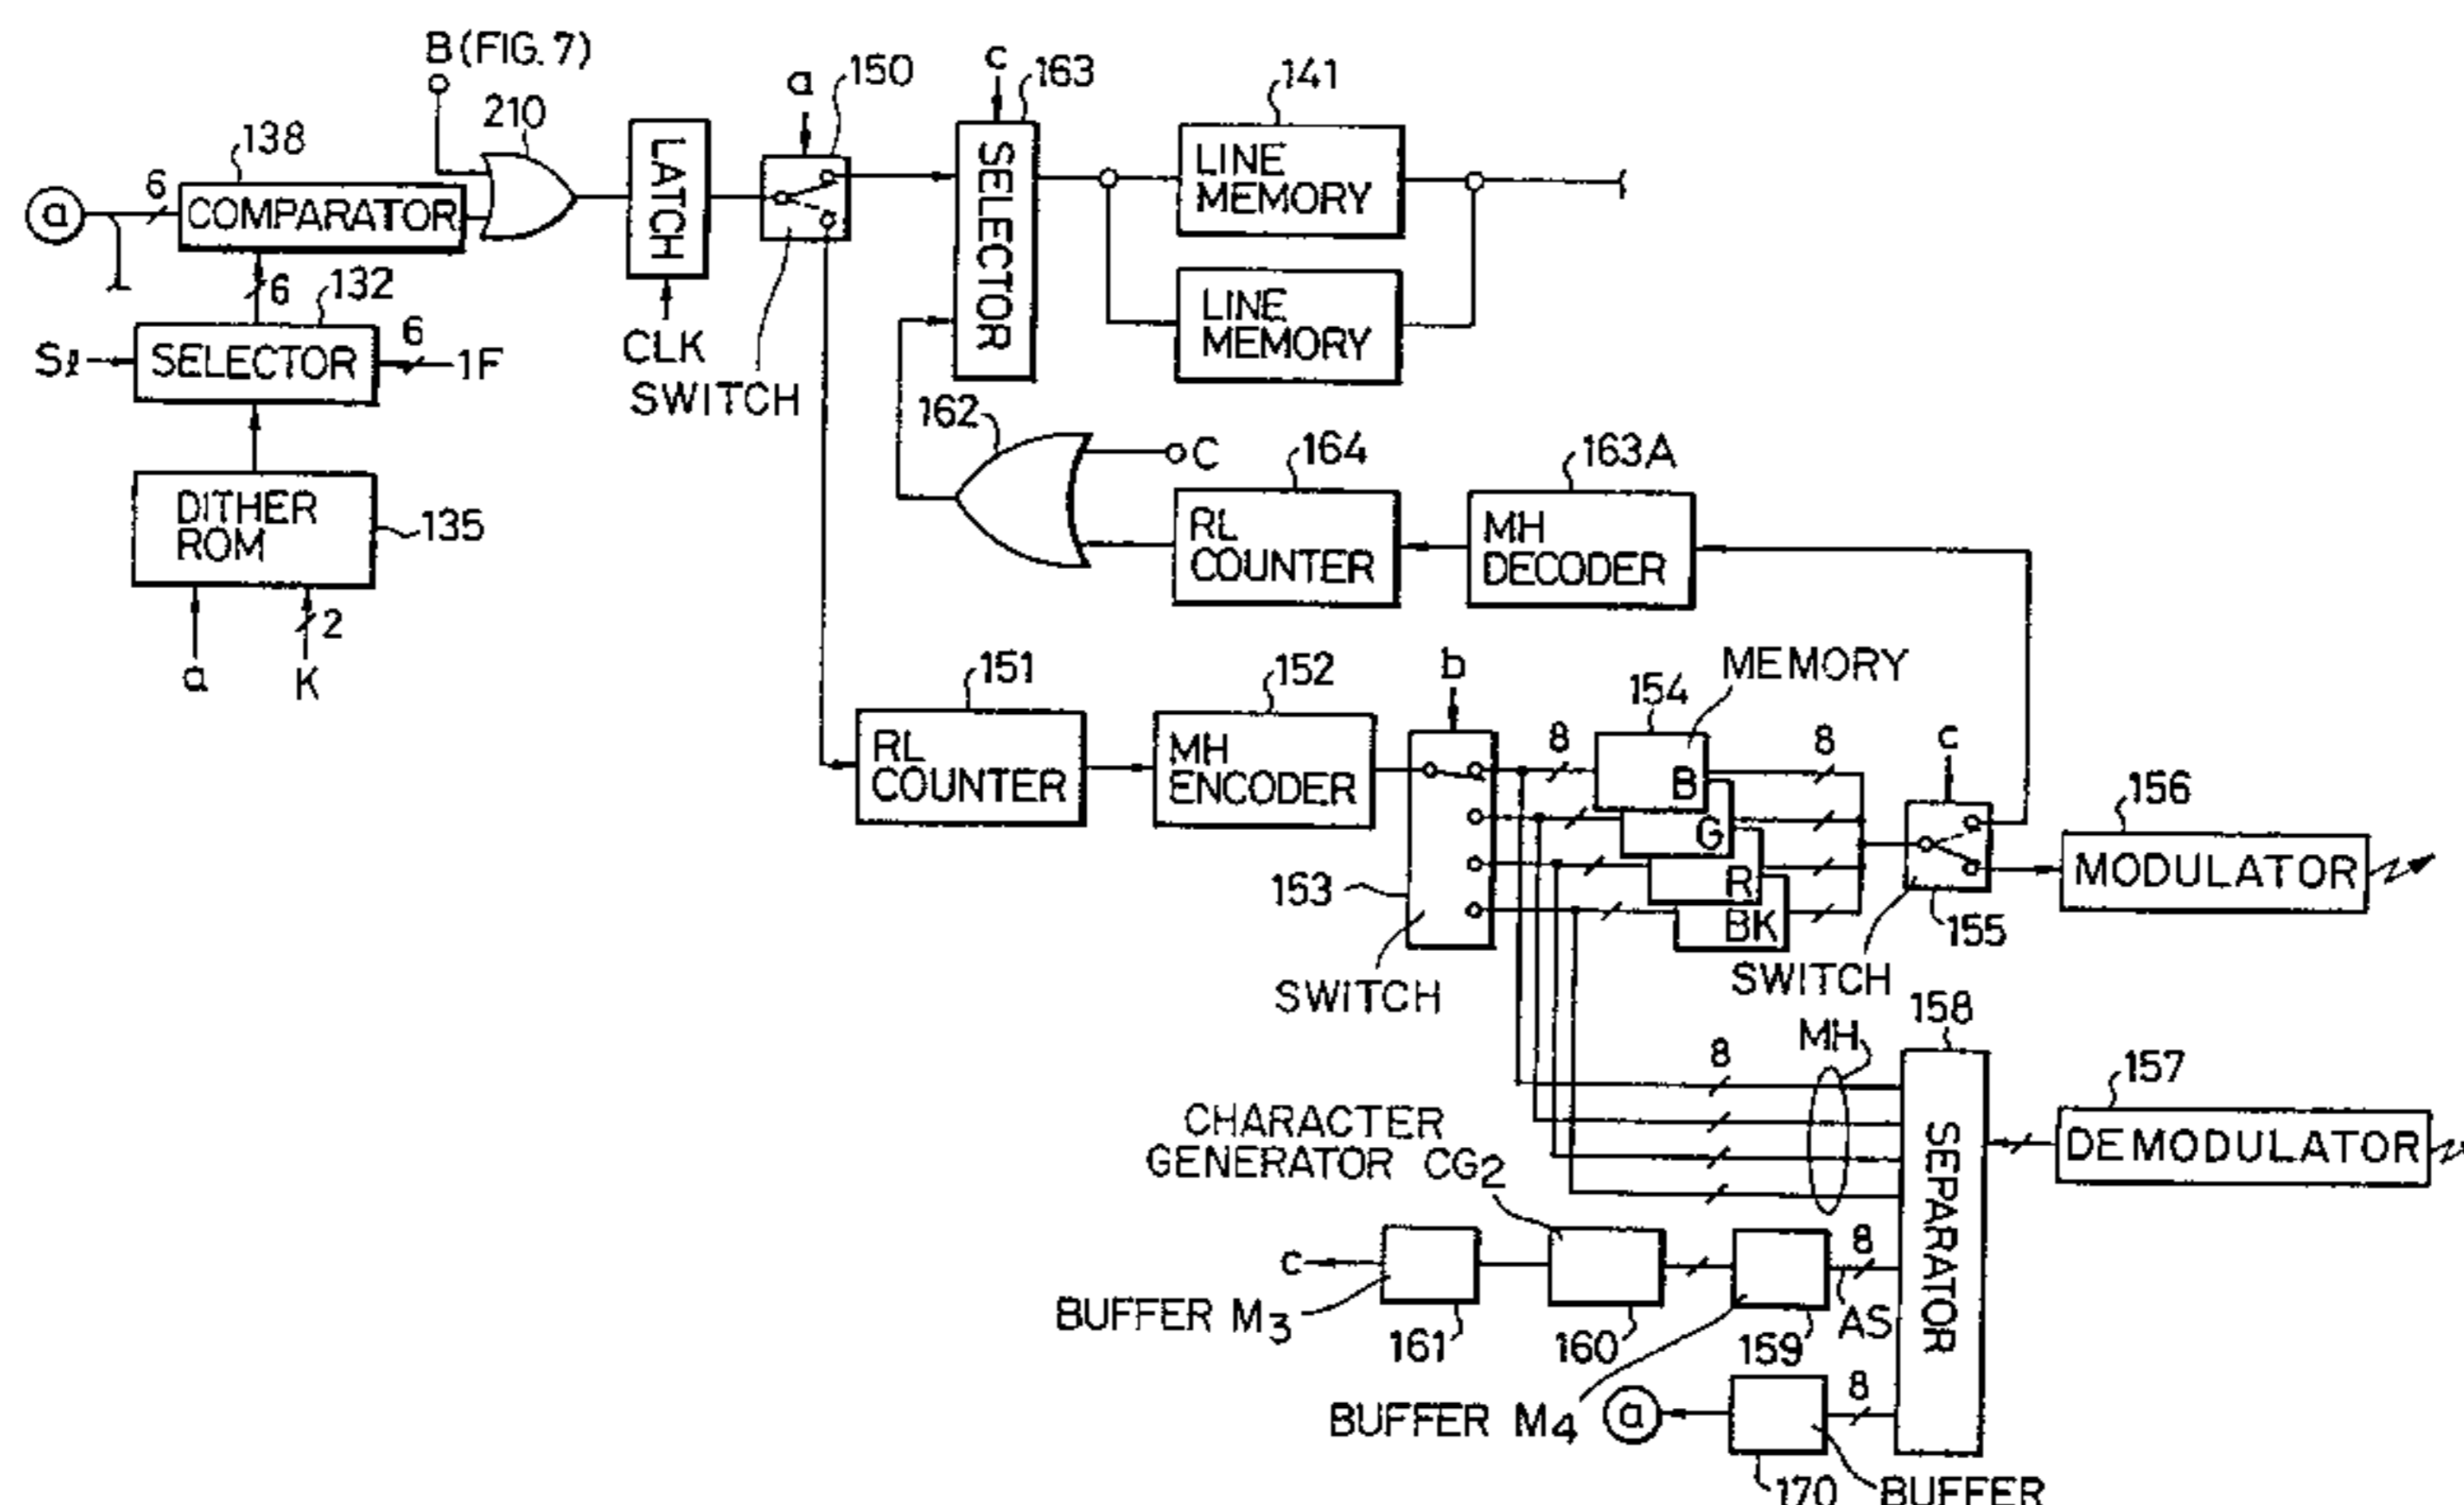 B (FIG. 7)
210
138
a
6
COMPARATOR
LATCH
CLK
a
150
SWITCH
c
163
SELECTOR
141
LINE
MEMORY
LINE
MEMORY
6
132
Sℓ
SELECTOR
6
1F
DITHER
ROM
135
a
2
K
162
C
164
RL
COUNTER
163A
MH
DECODER
151
RL
COUNTER
152
MH
ENCODER
b
153
SWITCH
8
154
MEMORY
B
G
R
BK
8
c
155
SWITCH
156
MODULATOR
158
MH
8
SEPARATOR
157
DEMODULATOR
CHARACTER
GENERATOR CG2
c
BUFFER M3
161
160
159
8
AS
BUFFER M4
a
8
170
BUFFER